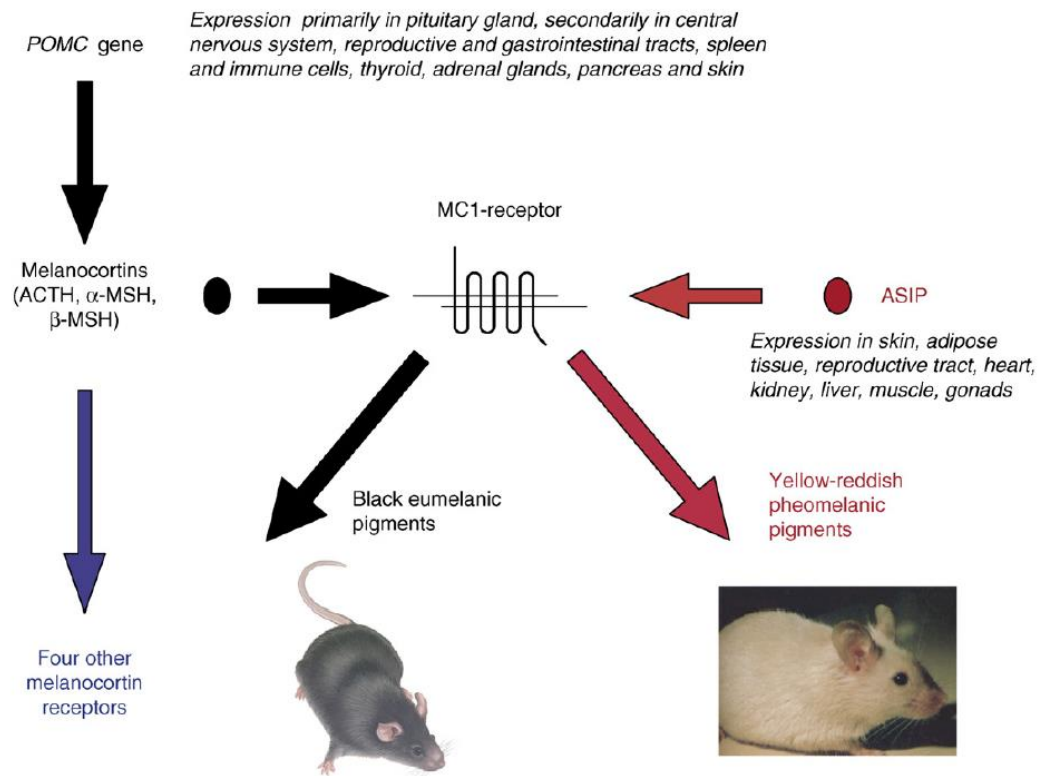 POMC gene
Expression primarily in pituitary gland, secondarily in central
nervous system, reproductive and gastrointestinal tracts, spleen
and immune cells, thyroid, adrenal glands, pancreas and skin
MC1-receptor
Melanocortins
(ACTH, α-MSH,
β-MSH)
ASIP
Expression in skin, adipose
tissue, reproductive tract, heart,
kidney, liver, muscle, gonads
Black eumelanic
pigments
Yellow-reddish
pheomelanic
pigments
Four other
melanocortin
receptors